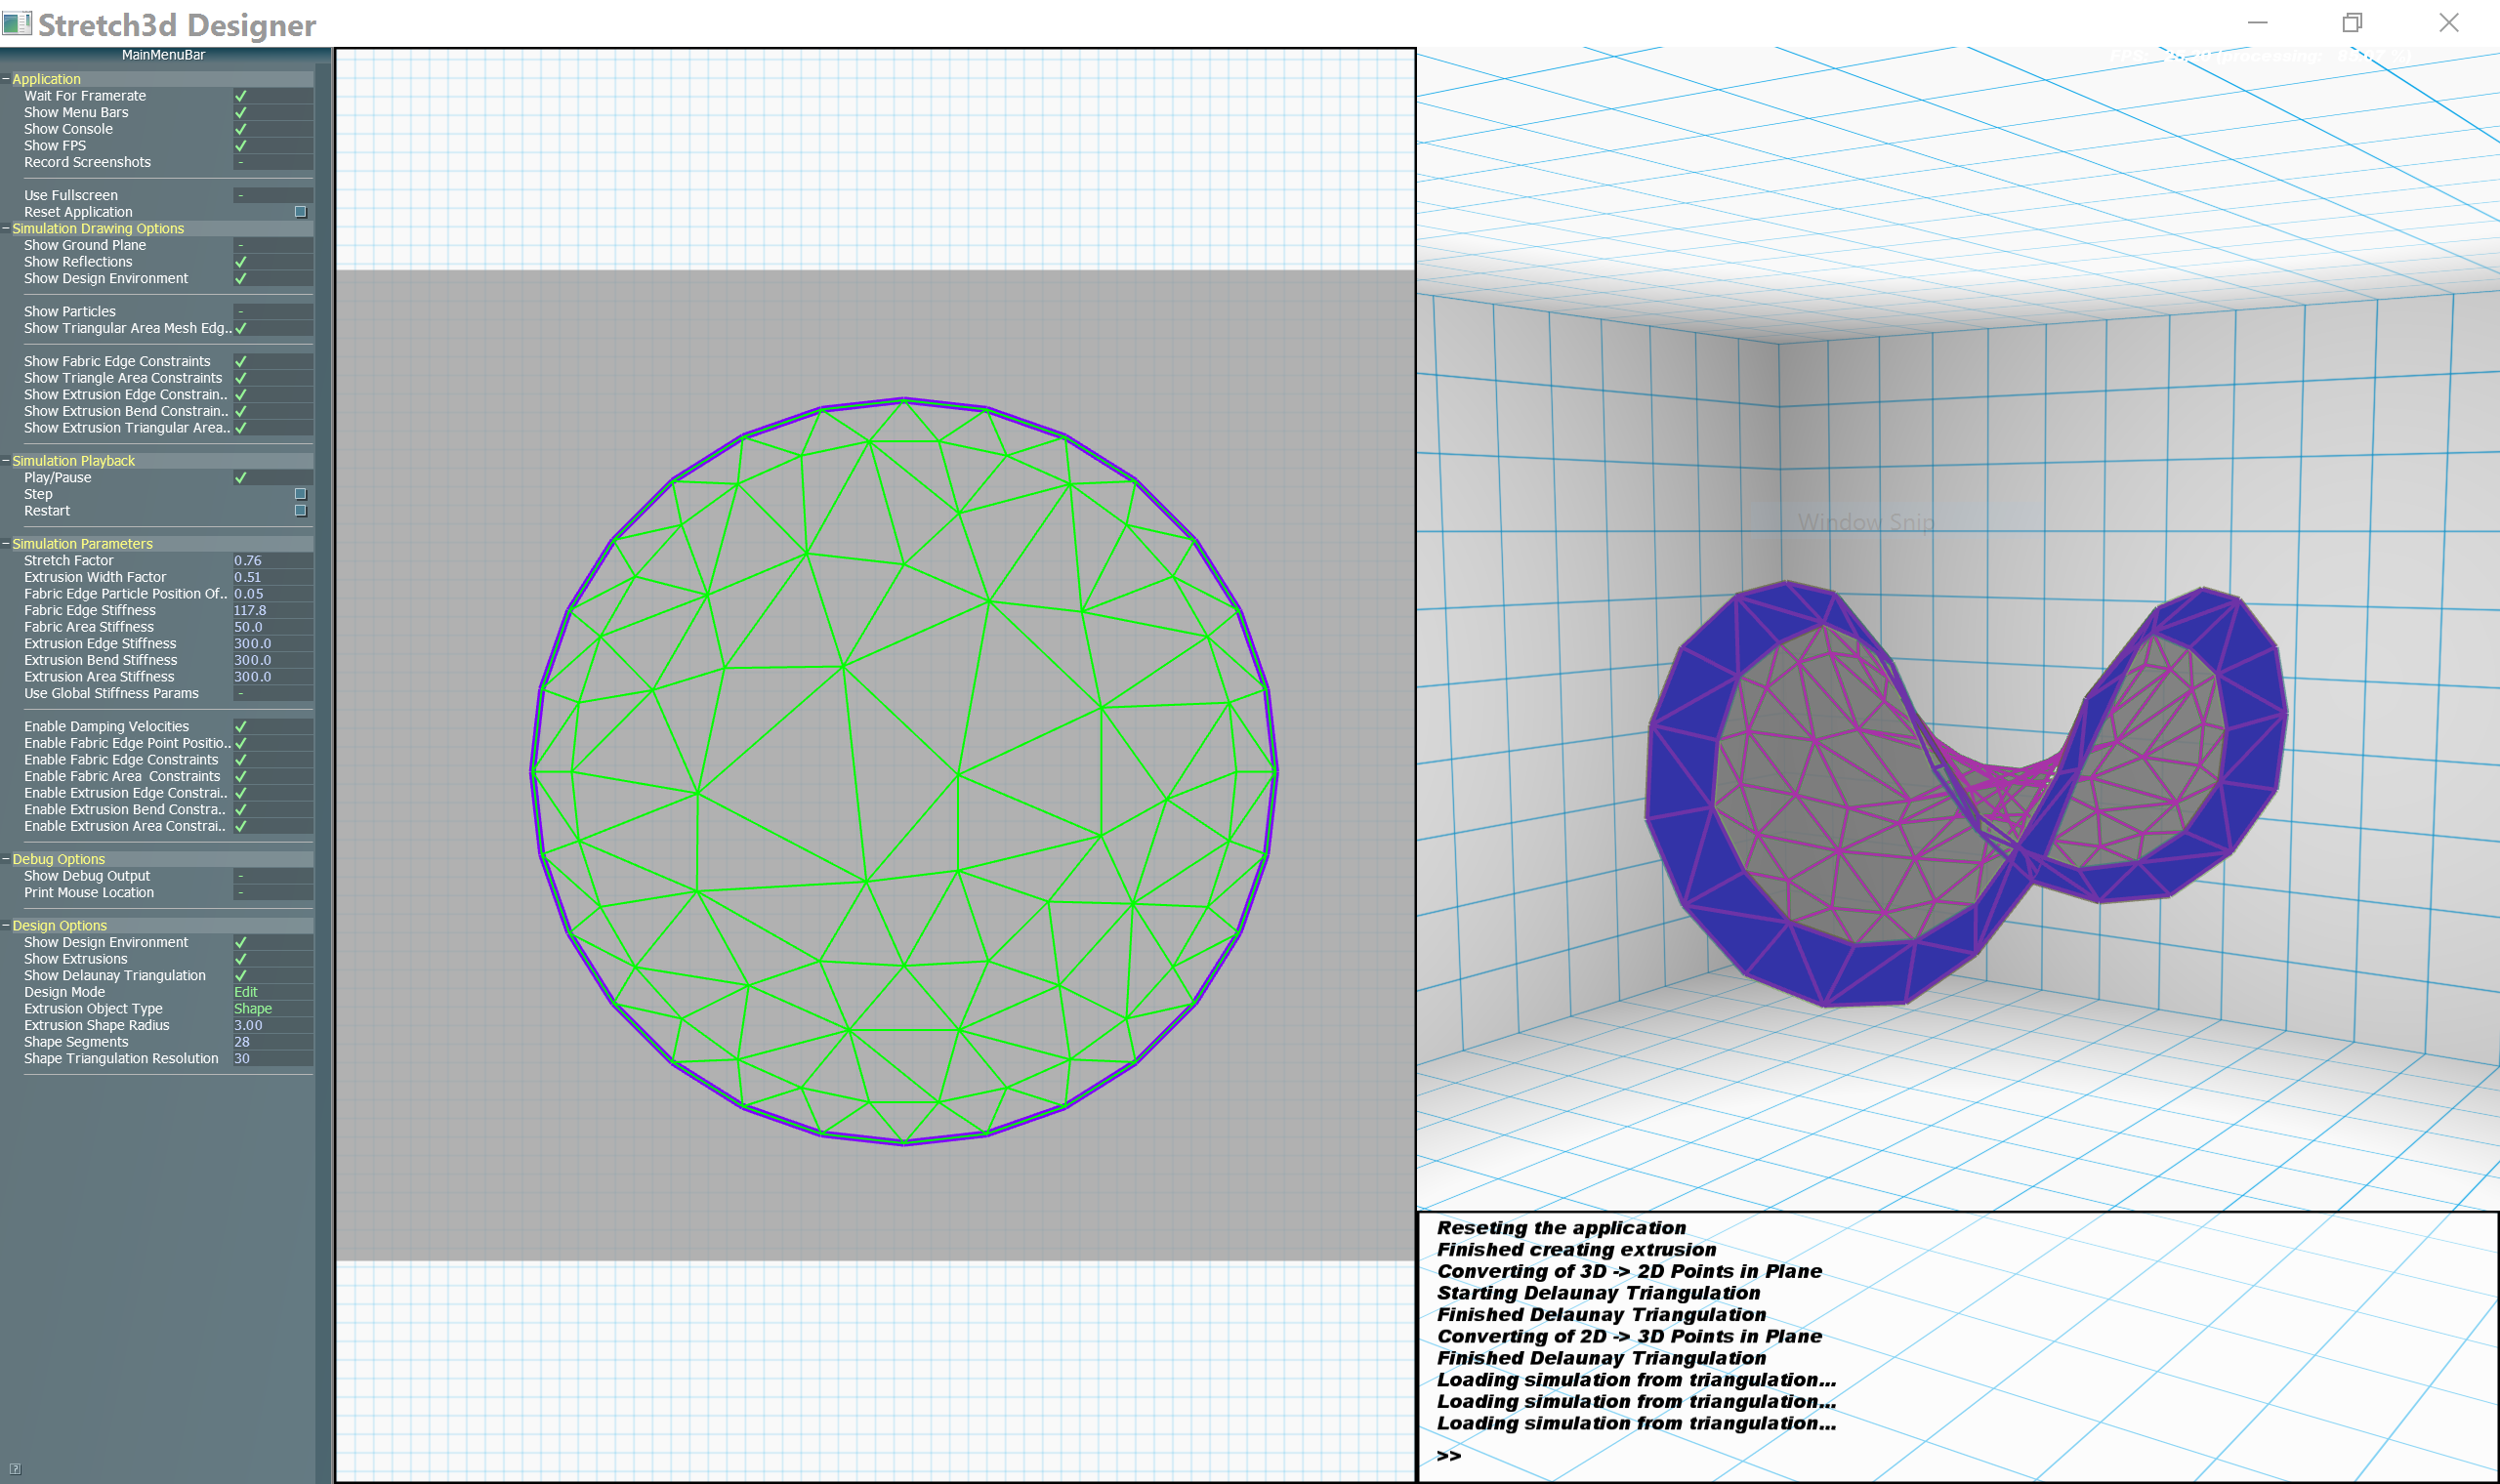 Stretch3d Designer
MainMenuBar
Application
Wait For Framerate
Show Menu Bars
Show Console
Show FPS
Record Screenshots -
Use Fullscreen -
Reset Application
Simulation Drawing Options
Show Ground Plane -
Show Reflections
Show Design Environment
Show Particles -
Show Triangular Area Mesh Edg..
Show Fabric Edge Constraints
Show Triangle Area Constraints
Show Extrusion Edge Constrain..
Show Extrusion Bend Constrain..
Show Extrusion Triangular Area..
Simulation Playback
Play/Pause
Step
Restart
Simulation Parameters
Stretch Factor 0.76
Extrusion Width Factor 0.51
Fabric Edge Particle Position Of.. 0.05
Fabric Edge Stiffness 117.8
Fabric Area Stiffness 50.0
Extrusion Edge Stiffness 300.0
Extrusion Bend Stiffness 300.0
Extrusion Area Stiffness 300.0
Use Global Stiffness Params -
Enable Damping Velocities
Enable Fabric Edge Point Positio..
Enable Fabric Edge Constraints
Enable Fabric Area Constraints
Enable Extrusion Edge Constrai..
Enable Extrusion Bend Constra..
Enable Extrusion Area Constrai..
Debug Options
Show Debug Output -
Print Mouse Location -
Design Options
Show Design Environment
Show Extrusions
Show Delaunay Triangulation
Design Mode Edit
Extrusion Object Type Shape
Extrusion Shape Radius 3.00
Shape Segments 28
Shape Triangulation Resolution 30
?
FPS: (processing:
Window Snip
Reseting the application
Finished creating extrusion
Converting of 3D -> 2D Points in Plane
Starting Delaunay Triangulation
Finished Delaunay Triangulation
Converting of 2D -> 3D Points in Plane
Finished Delaunay Triangulation
Loading simulation from triangulation...
Loading simulation from triangulation...
Loading simulation from triangulation...
>>